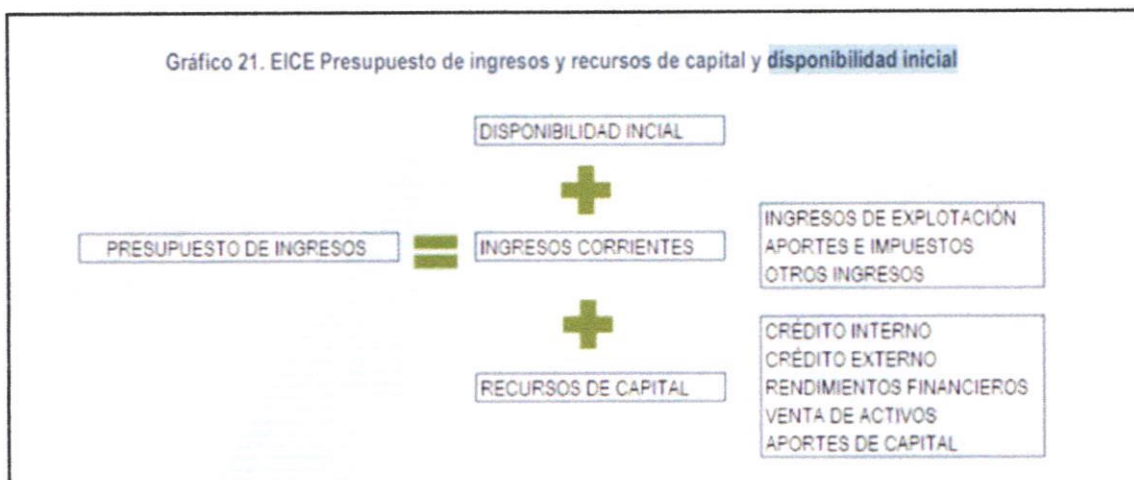 Gráfico 21. EICE Presupuesto de ingresos y recursos de capital y disponibilidad inicial
DISPONIBILIDAD INCIAL
PRESUPUESTO DE INGRESOS
INGRESOS CORRIENTES
INGRESOS DE EXPLOTACIÓN
APORTES E IMPUESTOS
OTROS INGRESOS
RECURSOS DE CAPITAL
CRÉDITO INTERNO
CRÉDITO EXTERNO
RENDIMIENTOS FINANCIEROS
VENTA DE ACTIVOS
APORTES DE CAPITAL